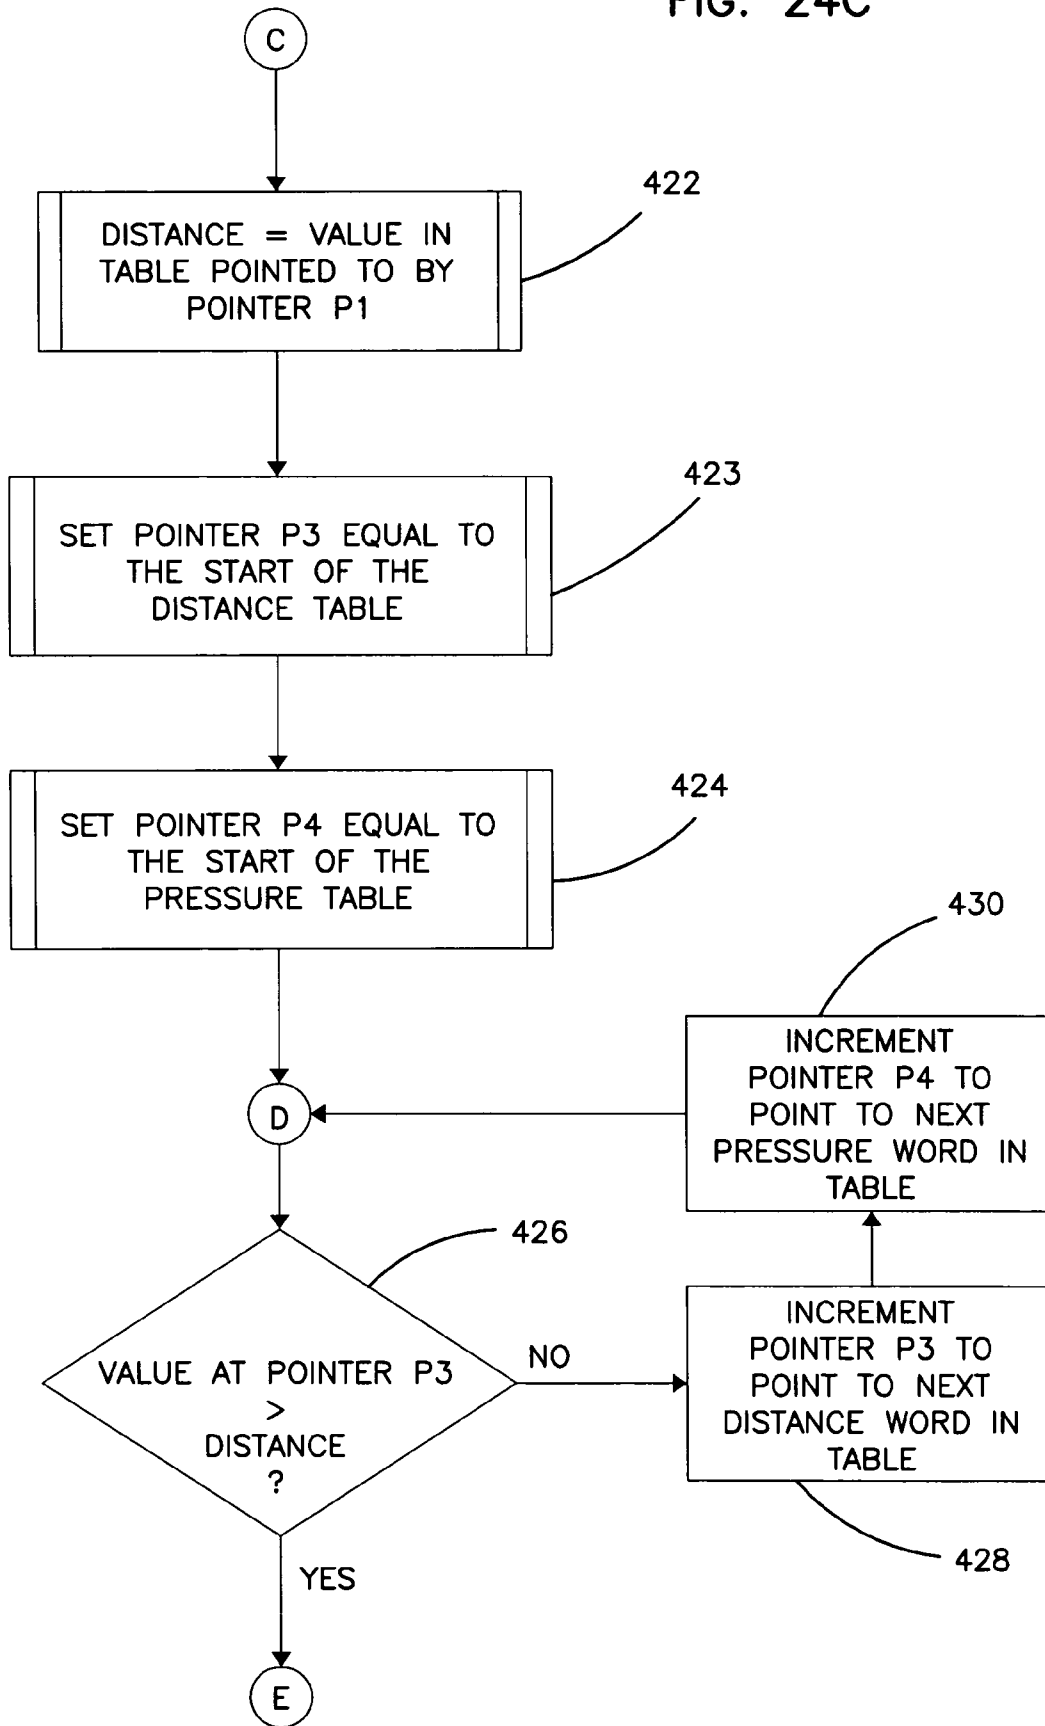 FIG. 24C
C
422
DISTANCE = VALUE IN
TABLE POINTED TO BY
POINTER P1
423
SET POINTER P3 EQUAL TO
THE START OF THE
DISTANCE TABLE
424
SET POINTER P4 EQUAL TO
THE START OF THE
PRESSURE TABLE
430
INCREMENT
POINTER P4 TO
POINT TO NEXT
PRESSURE WORD IN
TABLE
D
426
VALUE AT POINTER P3
>
DISTANCE
?
NO
INCREMENT
POINTER P3 TO
POINT TO NEXT
DISTANCE WORD IN
TABLE
428
YES
E